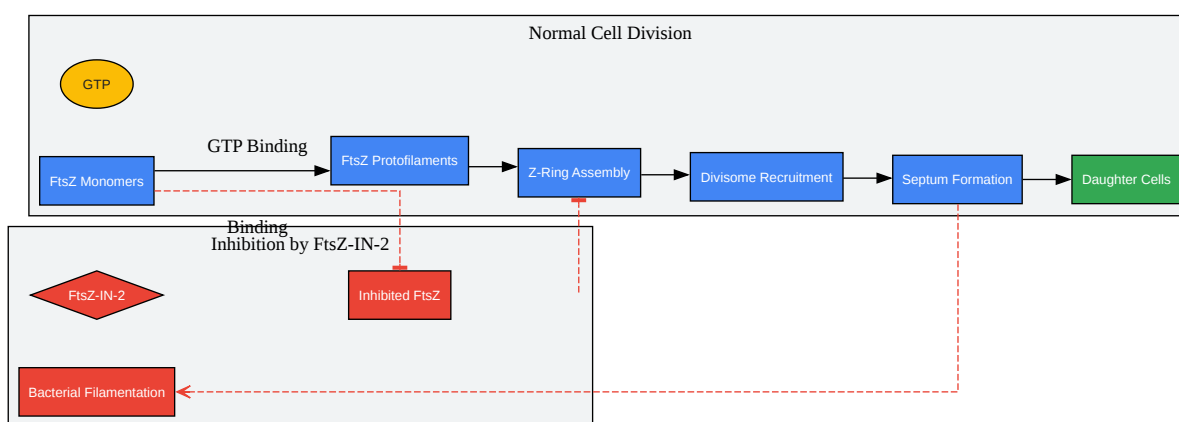 Normal Cell Division
GTP
GTP Binding
FtsZ Monomers
FtsZ Protofilaments
Z-Ring Assembly
Divisome Recruitment
Septum Formation
Daughter Cells
Binding
Inhibition by FtsZ-IN-2
FtsZ-IN-2
Inhibited FtsZ
Bacterial Filamentation